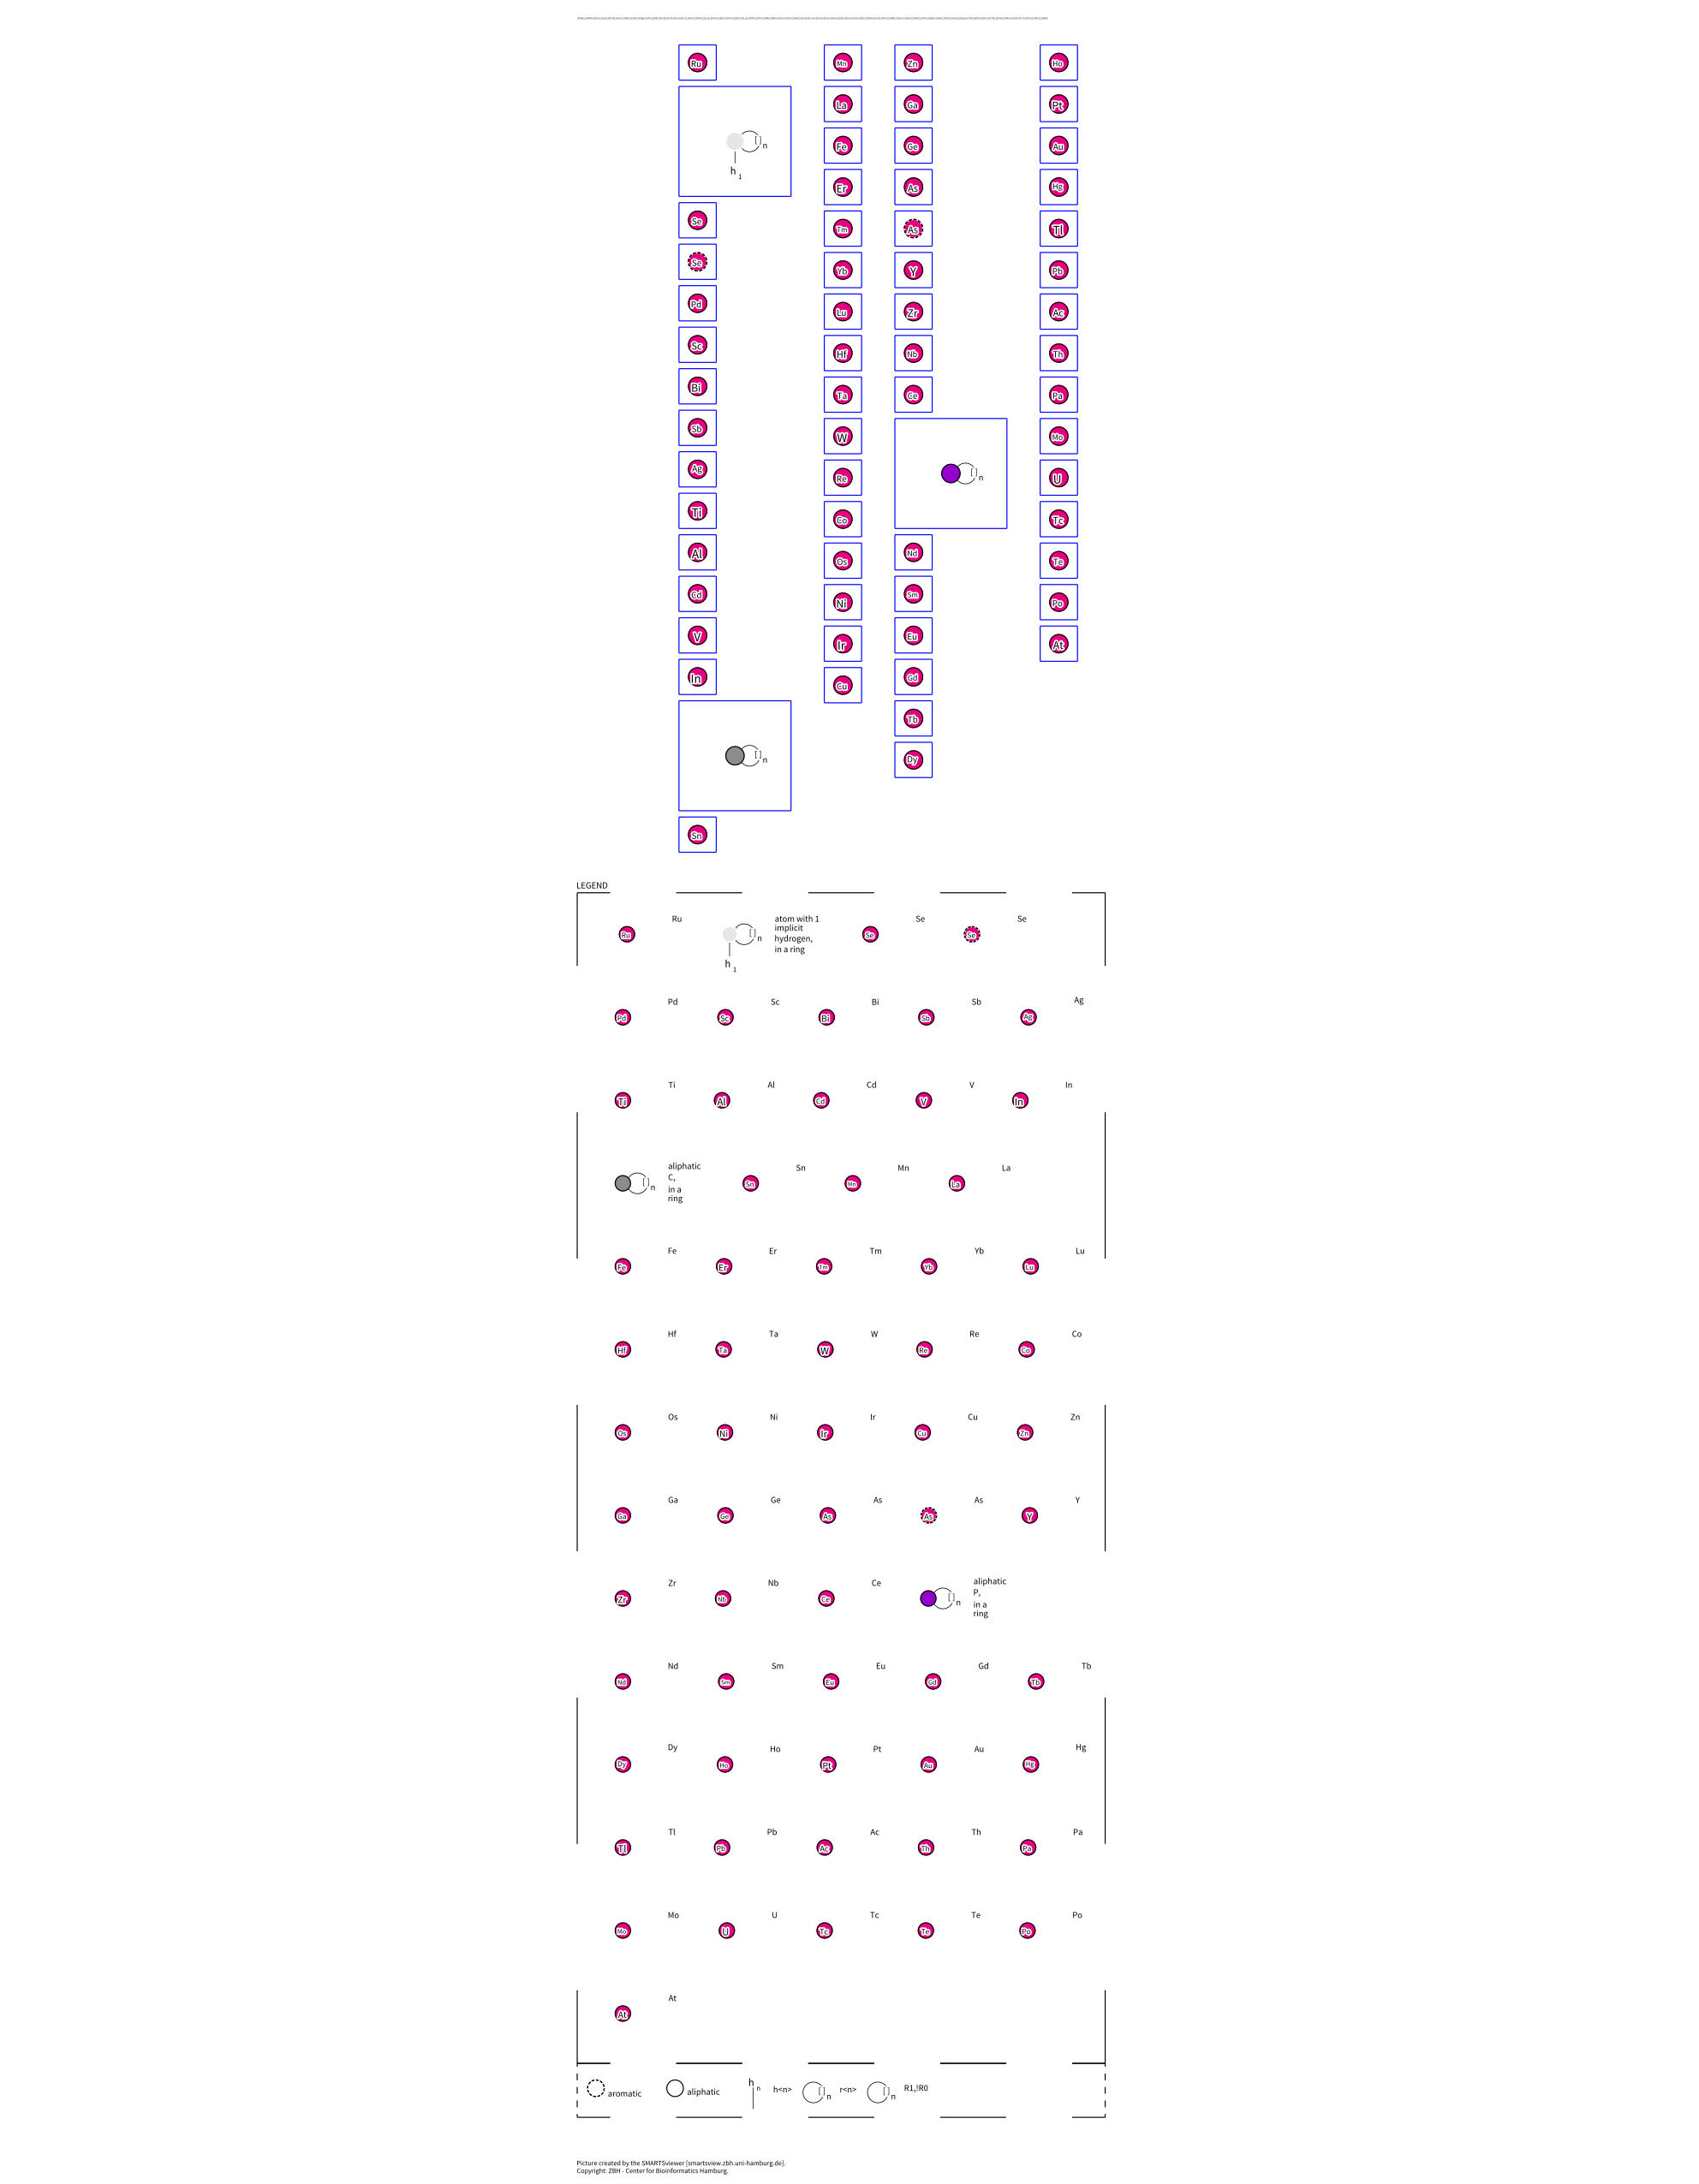 Ru Mn Zn Ho
La Ga Pt
[ ] n
h 1
Fe Ge Au
Er As Hg
Se Tm As Tl
Se Yb Y Pb
Pd Lu Zr Ac
Sc Hf Nb Th
Bi Ta Ce Pa
Sb W Mo
Ag Re [ ] n U
Ti Co Tc
Al Os Nd Te
Cd Ni Sm Po
V Ir Eu At
In Cu Gd
Tb
[ ] n Dy
Sn
LEGEND
Ru Ru
[ ] n
h 1
atom with 1
implicit
hydrogen,
in a ring
Se Se
Se Se
Pd Pd Sc Sc Bi Bi Sb Sb Ag Ag
Ti Ti Al Al Cd Cd V V In In
[ ] n
aliphatic
C,
in a
ring
Sn Sn Mn Mn La La
Fe Fe Er Er Tm Tm Yb Yb Lu Lu
Hf Hf Ta Ta W W Re Re Co Co
Os Os Ni Ni Ir Ir Cu Cu Zn Zn
Ga Ga Ge Ge As As As As Y Y
Zr Zr Nb Nb Ce Ce
[ ] n
aliphatic
P,
in a
ring
Nd Nd Sm Sm Eu Eu Gd Gd Tb Tb
Dy Dy Ho Ho Pt Pt Au Au Hg Hg
Tl Tl Pb Pb Ac Ac Th Th Pa Pa
Mo Mo U U Tc Tc Te Te Po Po
At At
aromatic aliphatic h n h<n> [ ] n r<n> [ ] n R1,!R0
Picture created by the SMARTSviewer [smartsview.zbh.uni-hamburg.de].
Copyright: ZBH - Center for Bioinformatics Hamburg.